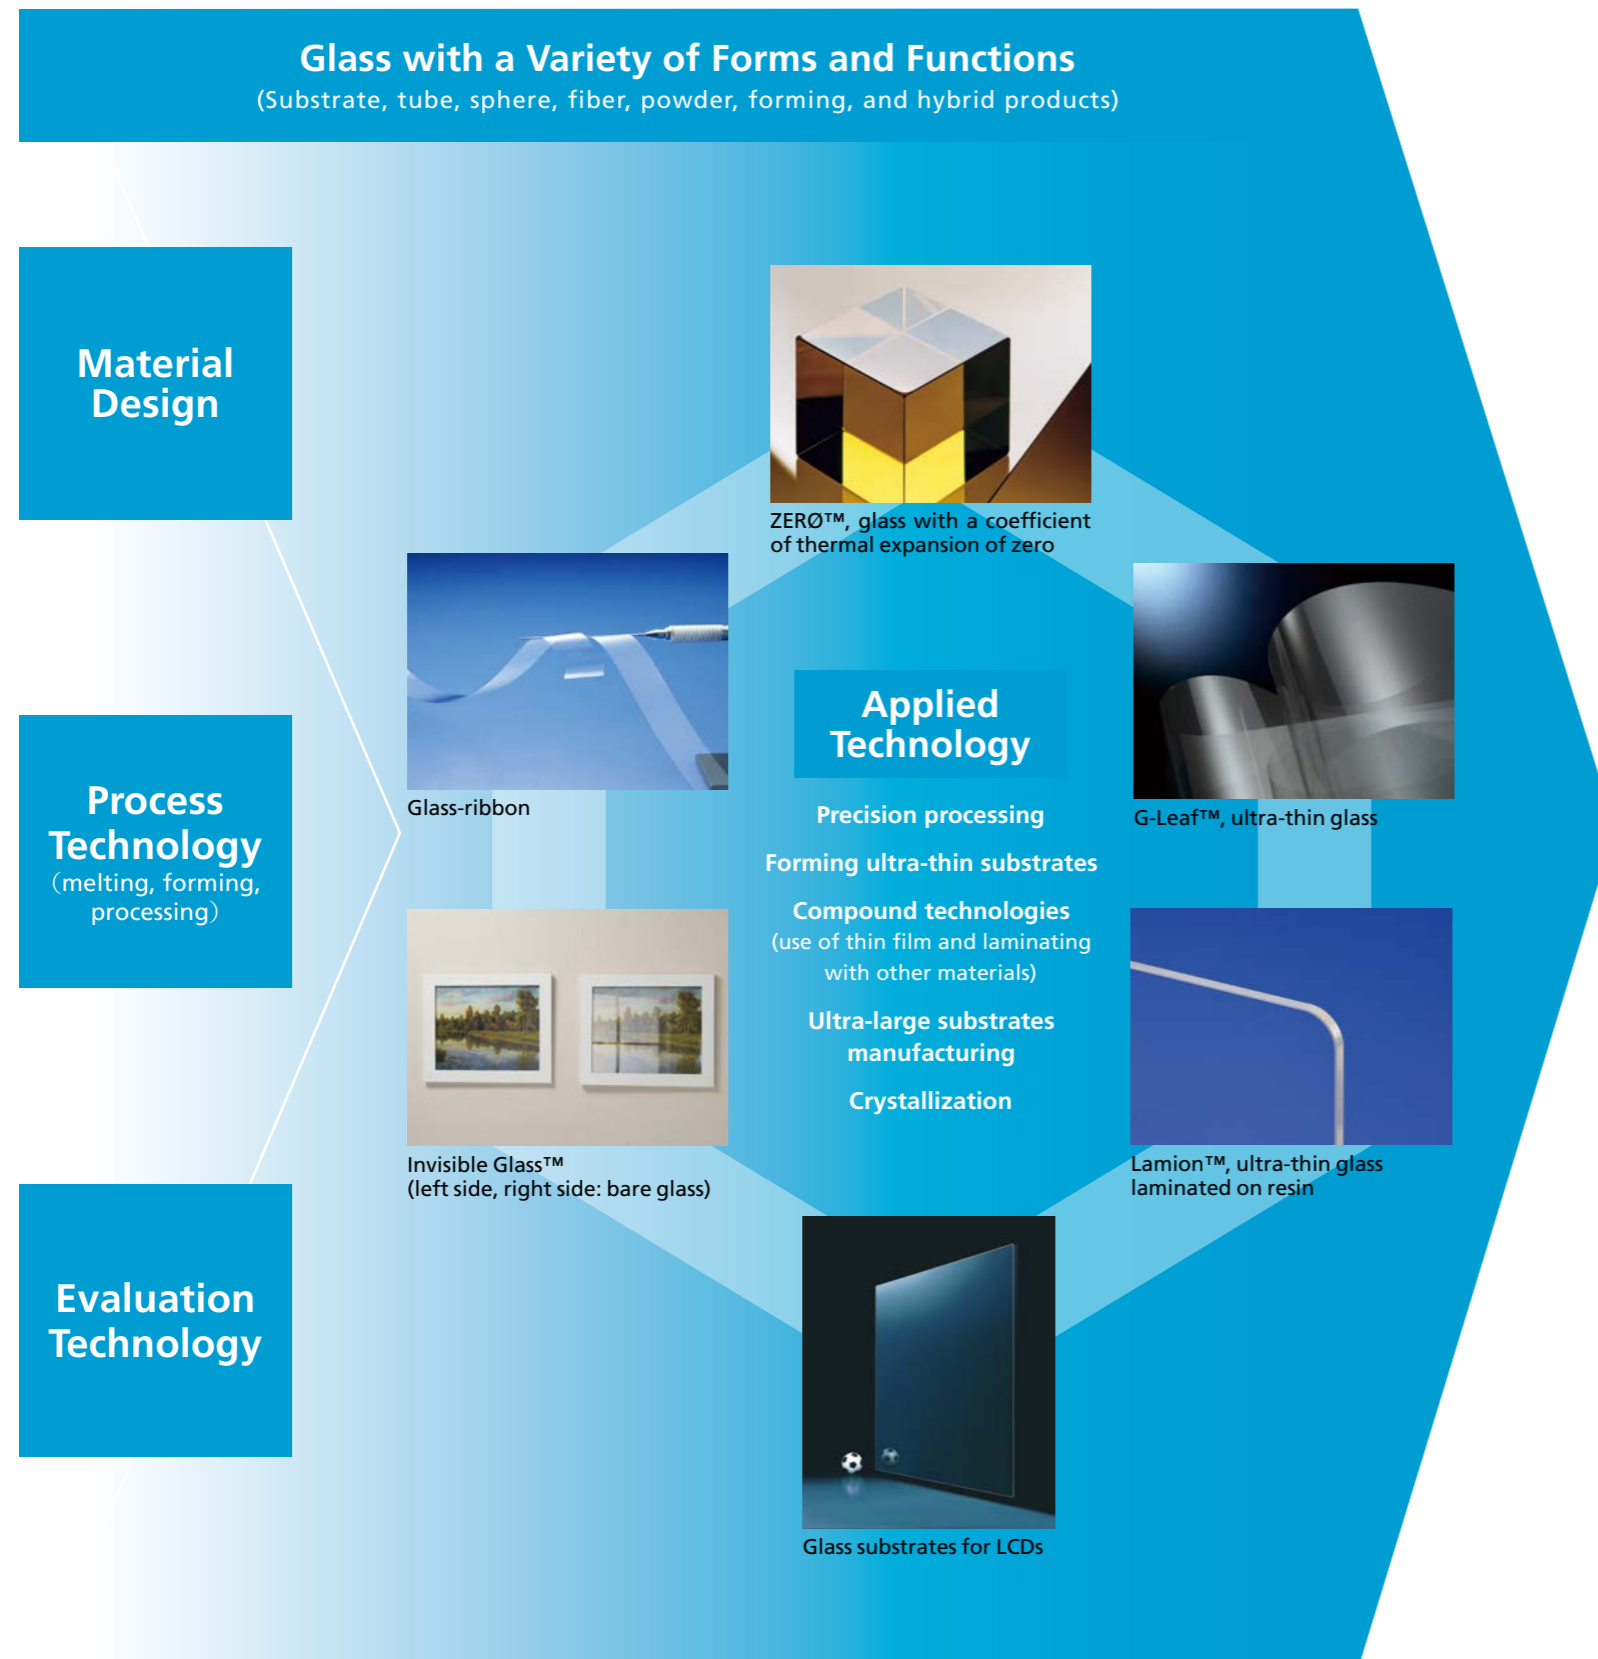 Glass with a Variety of Forms and Functions
(Substrate, tube, sphere, fiber, powder, forming, and hybrid products)
Material
Design
Process
Technology
(melting, forming,
processing)
Evaluation
Technology
ZERØ™, glass with a coefficient
of thermal expansion of zero
Glass-ribbon
G-Leaf™, ultra-thin glass
Applied
Technology
Precision processing
Forming ultra-thin substrates
Compound technologies
(use of thin film and laminating
with other materials)
Ultra-large substrates
manufacturing
Crystallization
Invisible Glass™
(left side, right side: bare glass)
Lamion™, ultra-thin glass
laminated on resin
Glass substrates for LCDs